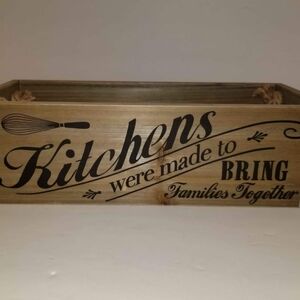 Kitchens
were made to
BRING
Families Together